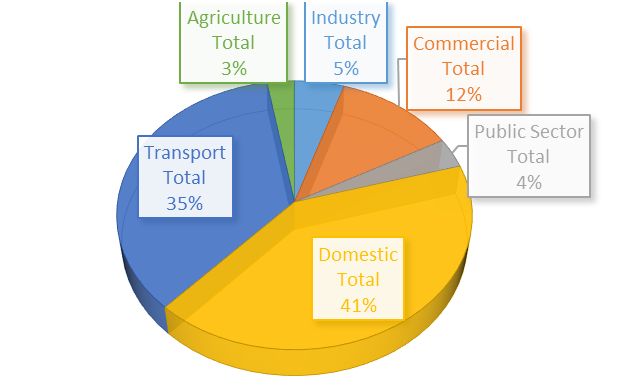 Agriculture
Total
3%
Industry
Total
5%
Commercial
Total
12%
Public Sector
Total
4%
Transport
Total
35%
Domestic
Total
41%